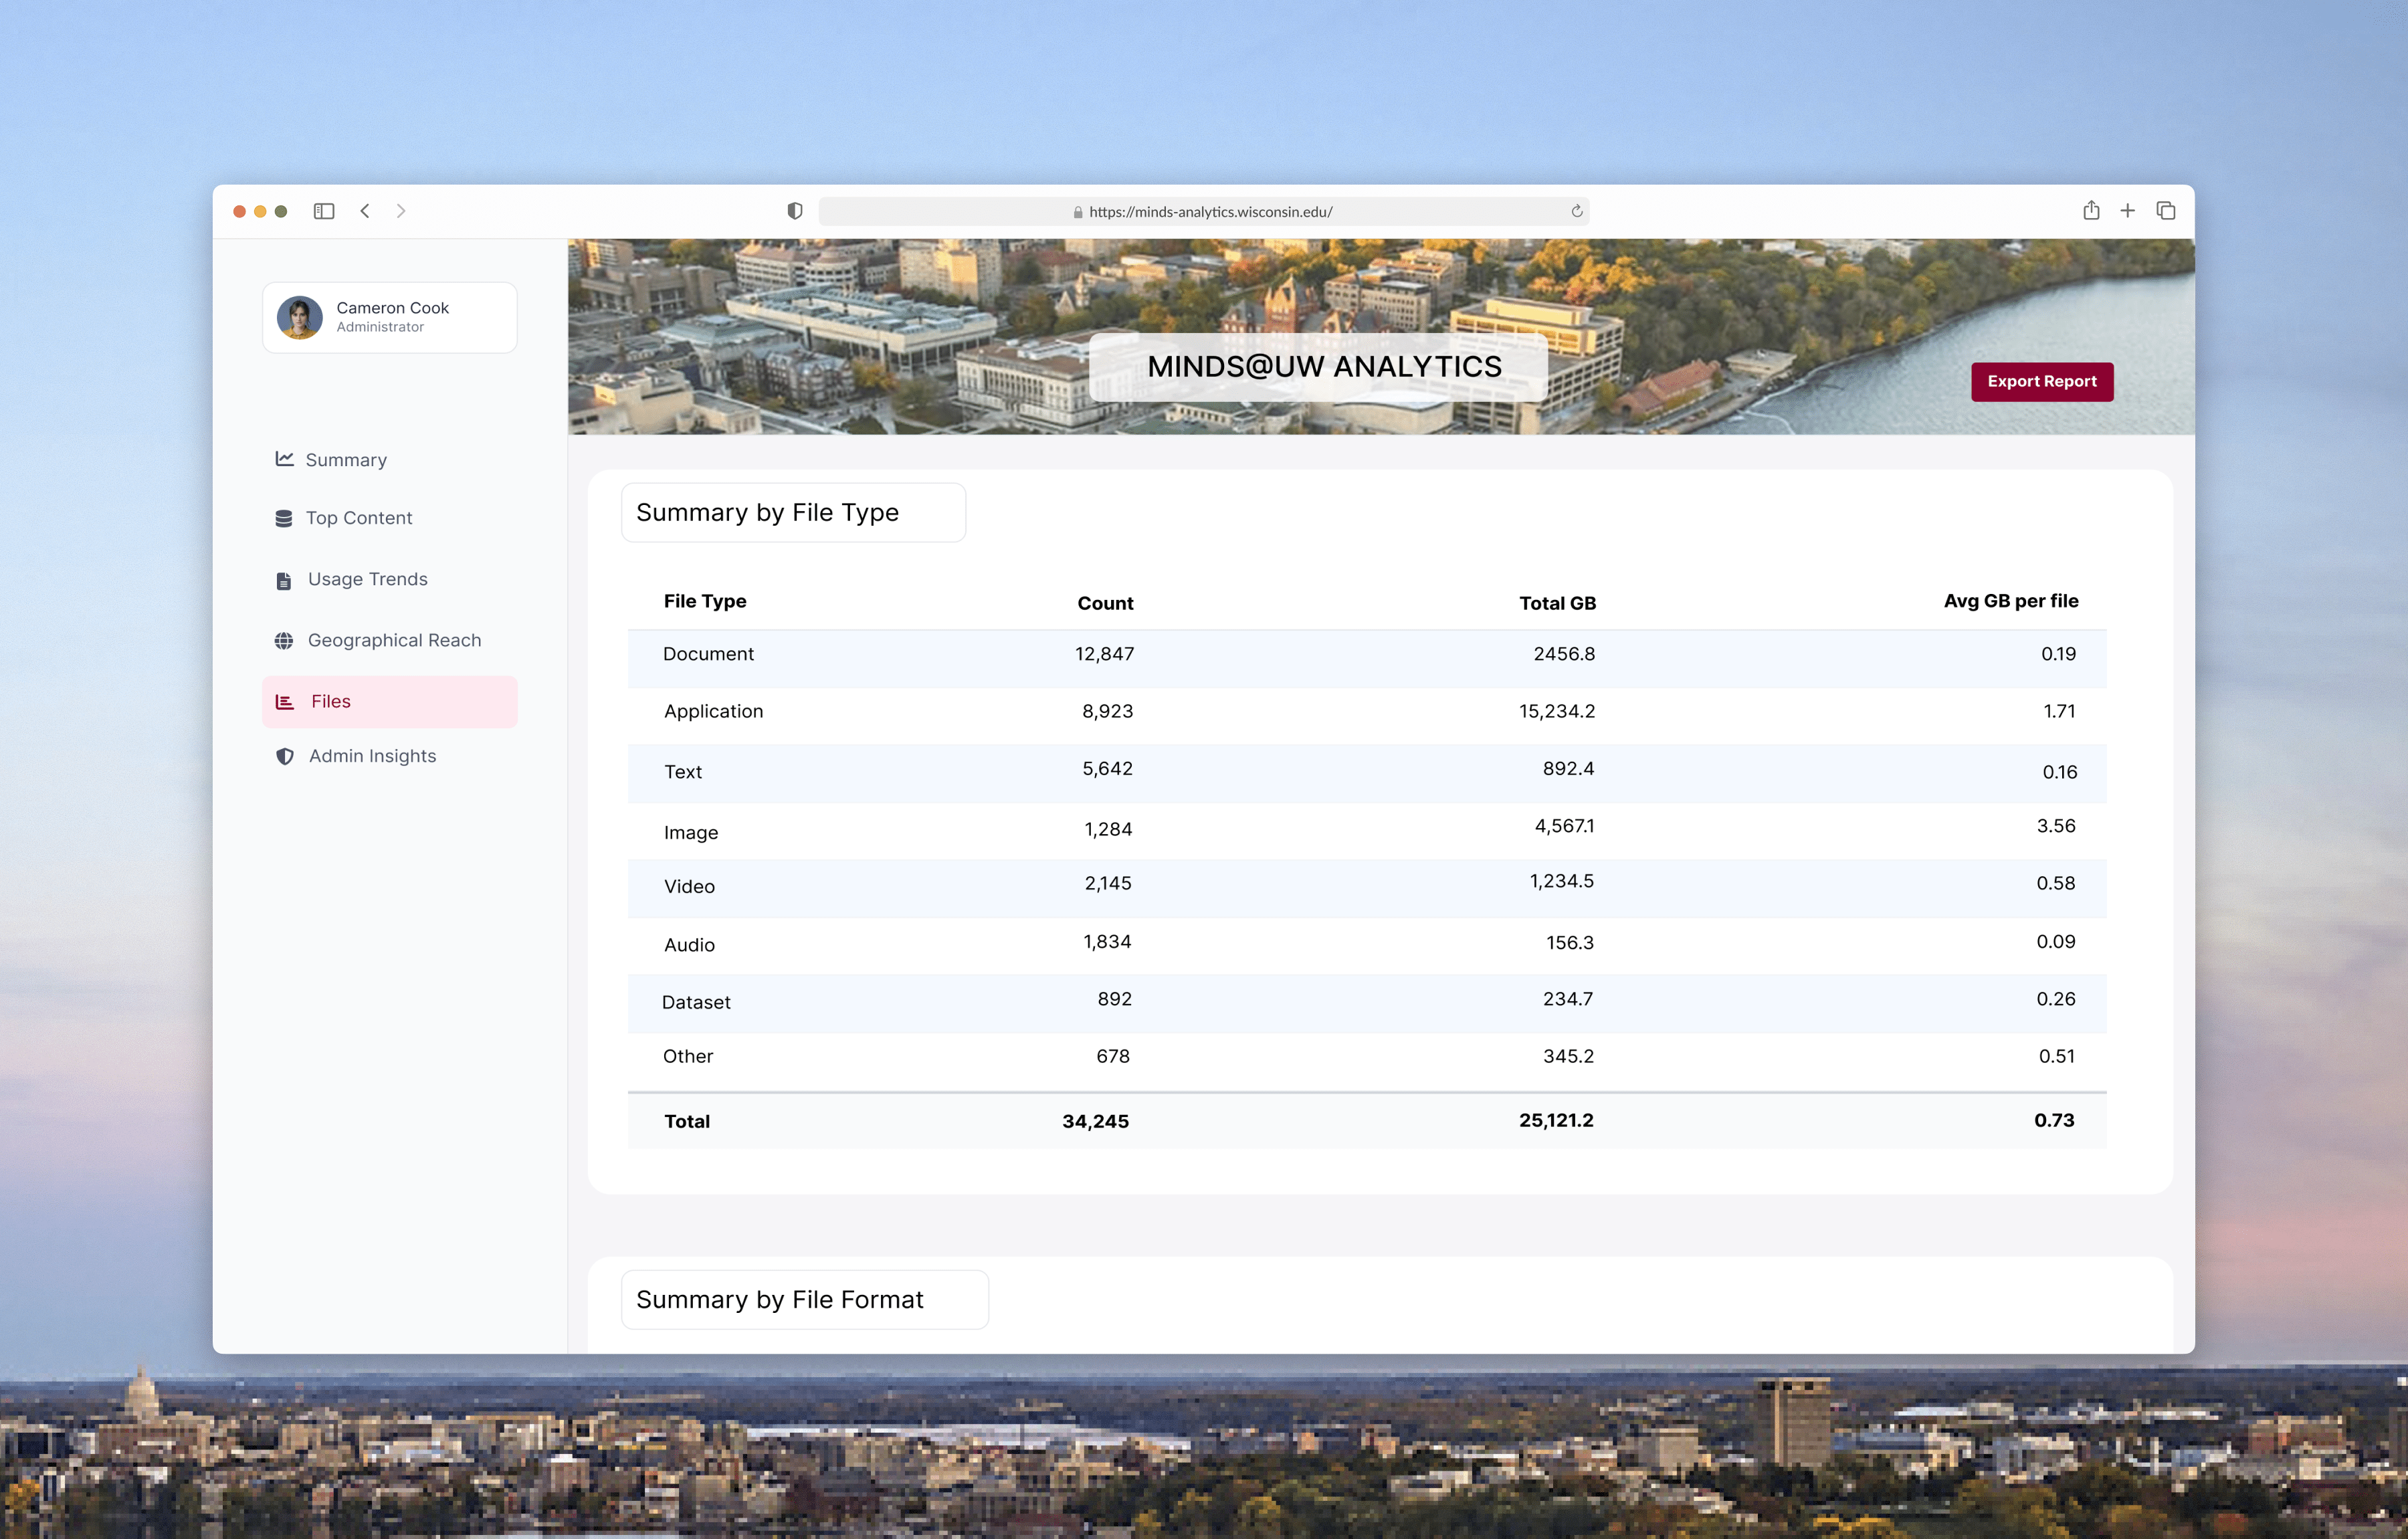 https://minds-analytics.wisconsin.edu/
Cameron Cook
Administrator
MINDS@UW ANALYTICS
Export Report
Summary
Top Content
Usage Trends
Geographical Reach
Files
Admin Insights
Summary by File Type
File Type Count Total GB Avg GB per file
Document 12,847 2456.8 0.19
Application 8,923 15,234.2 1.71
Text 5,642 892.4 0.16
Image 1,284 4,567.1 3.56
Video 2,145 1,234.5 0.58
Audio 1,834 156.3 0.09
Dataset 892 234.7 0.26
Other 678 345.2 0.51
Total 34,245 25,121.2 0.73
Summary by File Format